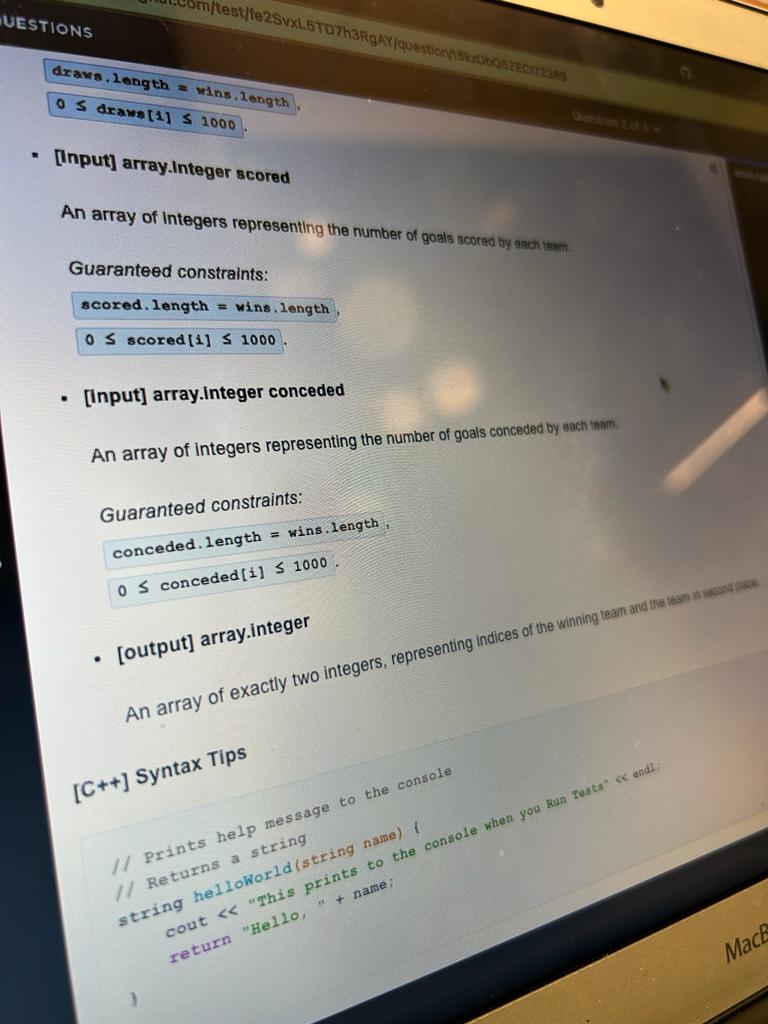 UESTIONS
.com/test/fe2SvxL5TD7h3RgAY/question/
Question 2 of 4
draws.length = wins.length,
0 ≤ draws[i] ≤ 1000.
▪ [input] array.integer scored
An array of integers representing the number of goals scored by each team.
Guaranteed constraints:
scored.length = wins.length,
0 ≤ scored[i] ≤ 1000.
▪ [input] array.integer conceded
An array of integers representing the number of goals conceded by each team.
Guaranteed constraints:
conceded.length = wins.length,
0 ≤ conceded[i] ≤ 1000.
• [output] array.integer
An array of exactly two integers, representing indices of the winning team and the team in second place.
[C++] Syntax Tips
// Prints help message to the console
// Returns a string
string helloWorld(string name) {
cout << "This prints to the console when you Run Tests" << endl;
return "Hello, " + name;
}
MacB